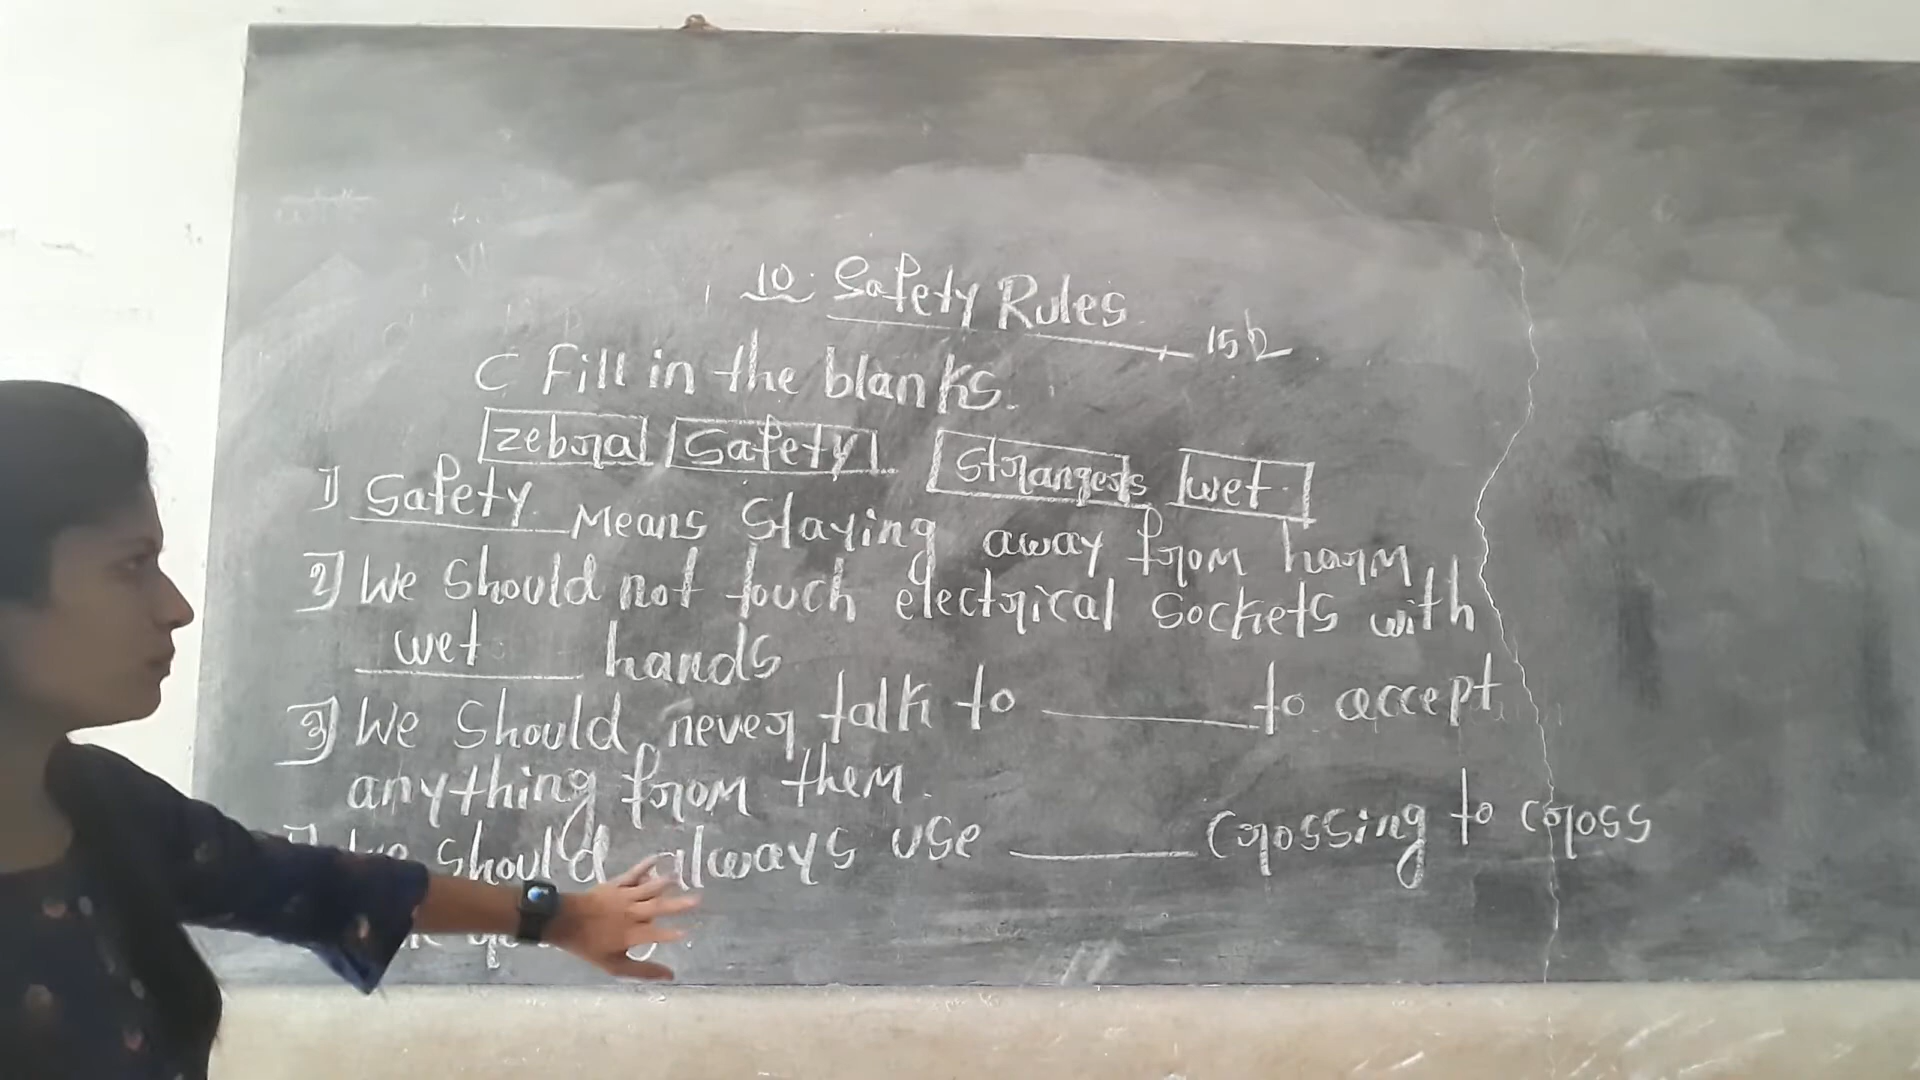 10. Safety Rules
152
C Fill in the blanks.
zebra Safety strangers wet.
1) Safety Means Staying away from harm
2) We should not touch electrical sockets with
wet hands
3) We should never talk to ______ to accept
anything from them.
should always use ______ crossing to cross